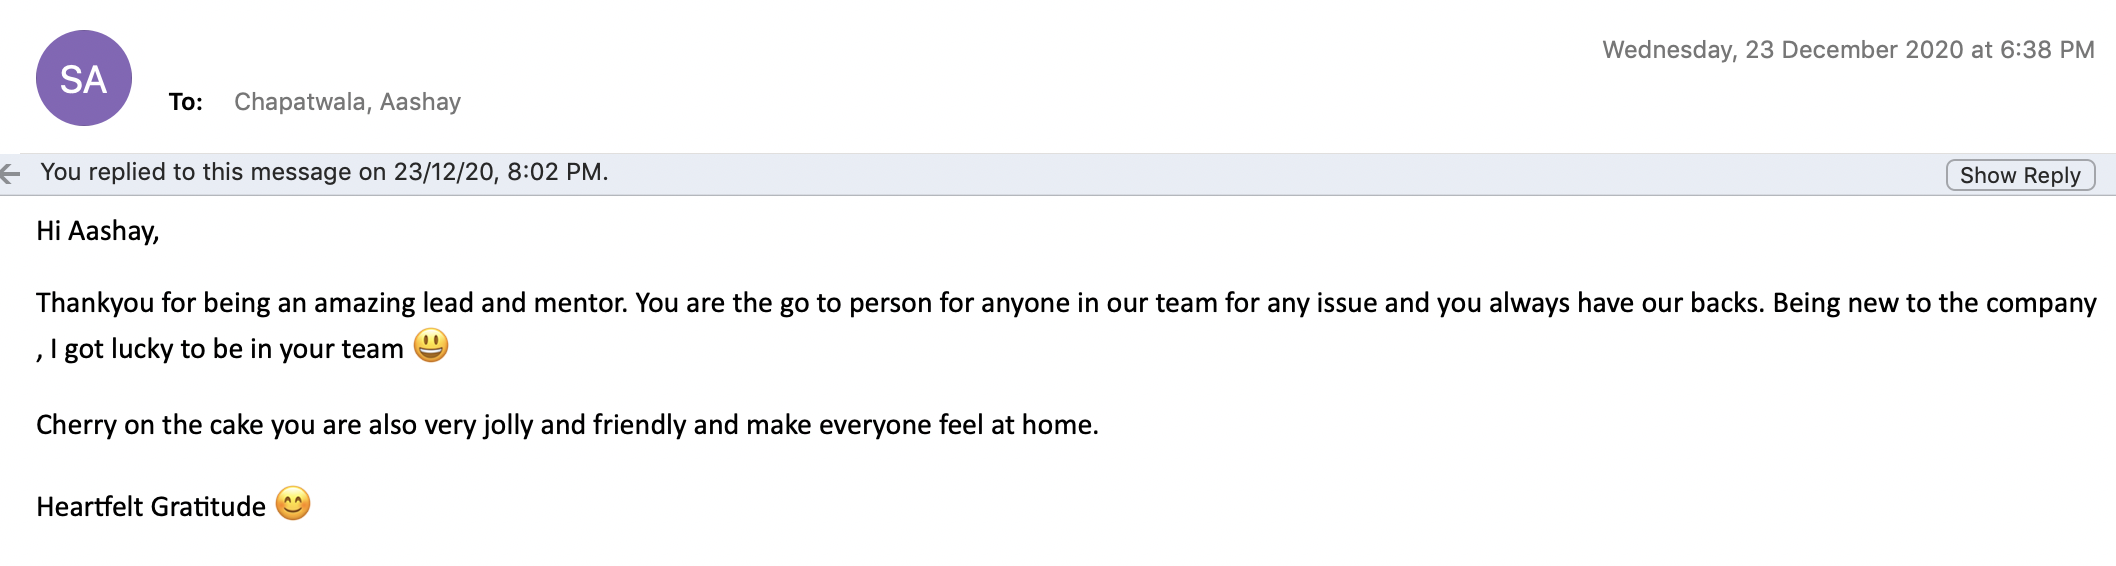 SA
Wednesday, 23 December 2020 at 6:38 PM
To: Chapatwala, Aashay
You replied to this message on 23/12/20, 8:02 PM.
Show Reply
Hi Aashay,
Thankyou for being an amazing lead and mentor. You are the go to person for anyone in our team for any issue and you always have our backs. Being new to the company
, I got lucky to be in your team 😃
Cherry on the cake you are also very jolly and friendly and make everyone feel at home.
Heartfelt Gratitude 😊